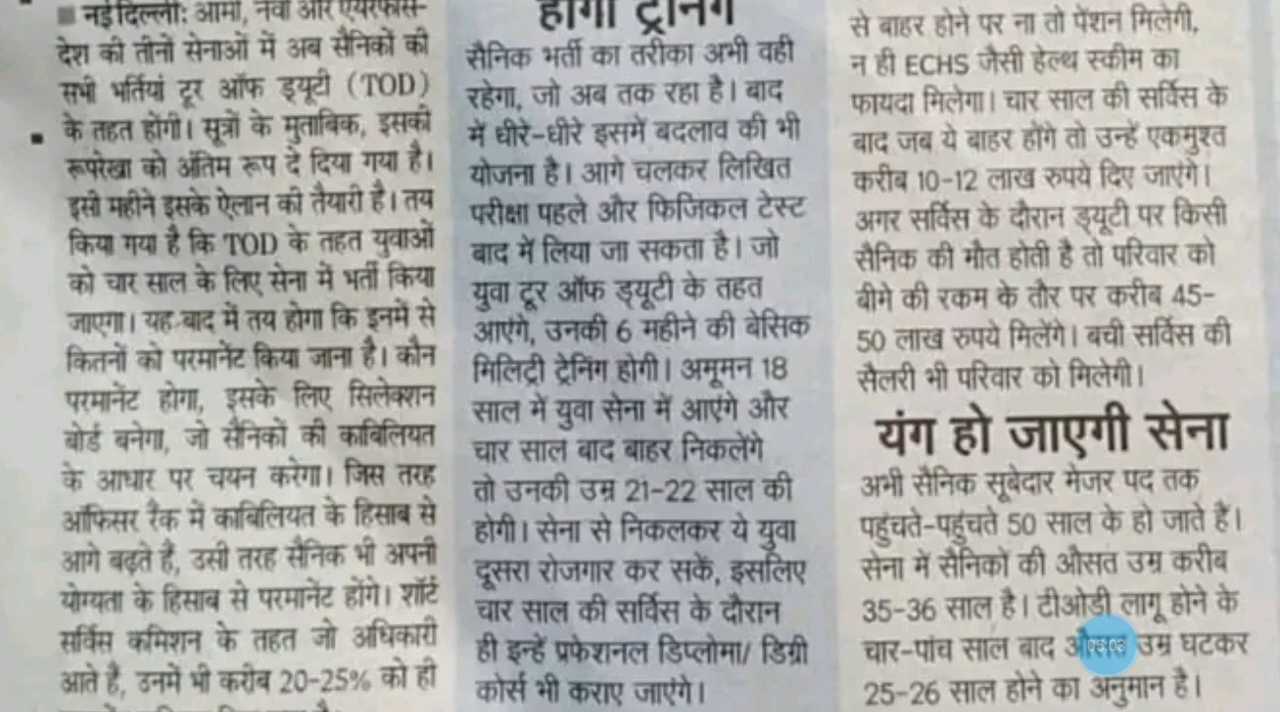 नई दिल्ली: आर्मी, नेवी और एयरफोर्स-
देश की तीनों सेनाओं में अब सैनिकों की
सभी भर्तियां टूर ऑफ ड्यूटी (TOD)
के तहत होंगी। सूत्रों के मुताबिक, इसकी
रूपरेखा को अंतिम रूप दे दिया गया है।
इसी महीने इसके ऐलान की तैयारी है। तय
किया गया है कि TOD के तहत युवाओं
को चार साल के लिए सेना में भर्ती किया
जाएगा। यह बाद में तय होगा कि इनमें से
कितनों को परमानेंट किया जाना है। कौन
परमानेंट होगा, इसके लिए सिलेक्शन
बोर्ड बनेगा, जो सैनिकों की काबिलियत
के आधार पर चयन करेगा। जिस तरह
ऑफिसर रैंक में काबिलियत के हिसाब से
आगे बढ़ते हैं, उसी तरह सैनिक भी अपनी
योग्यता के हिसाब से परमानेंट होंगे। शॉर्ट
सर्विस कमिशन के तहत जो अधिकारी
आते हैं, उनमें भी करीब 20-25% को ही
होगी ट्रेनिंग
सैनिक भर्ती का तरीका अभी वही
रहेगा, जो अब तक रहा है। बाद
में धीरे-धीरे इसमें बदलाव की भी
योजना है। आगे चलकर लिखित
परीक्षा पहले और फिजिकल टेस्ट
बाद में लिया जा सकता है। जो
युवा टूर ऑफ ड्यूटी के तहत
आएंगे, उनकी 6 महीने की बेसिक
मिलिट्री ट्रेनिंग होगी। अमूमन 18
साल में युवा सेना में आएंगे और
चार साल बाद बाहर निकलेंगे
तो उनकी उम्र 21-22 साल की
होगी। सेना से निकलकर ये युवा
दूसरा रोजगार कर सकें, इसलिए
चार साल की सर्विस के दौरान
ही इन्हें प्रफेशनल डिप्लोमा/ डिग्री
कोर्स भी कराए जाएंगे।
से बाहर होने पर ना तो पेंशन मिलेगी,
न ही ECHS जैसी हेल्थ स्कीम का
फायदा मिलेगा। चार साल की सर्विस के
बाद जब ये बाहर होंगे तो उन्हें एकमुश्त
करीब 10-12 लाख रुपये दिए जाएंगे।
अगर सर्विस के दौरान ड्यूटी पर किसी
सैनिक की मौत होती है तो परिवार को
बीमे की रकम के तौर पर करीब 45-
50 लाख रुपये मिलेंगे। बची सर्विस की
सैलरी भी परिवार को मिलेगी।
यंग हो जाएगी सेना
अभी सैनिक सूबेदार मेजर पद तक
पहुंचते-पहुंचते 50 साल के हो जाते हैं।
सेना में सैनिकों की औसत उम्र करीब
35-36 साल है। टीओडी लागू होने के
चार-पांच साल बाद औसत उम्र घटकर
25-26 साल होने का अनुमान है।
05:03